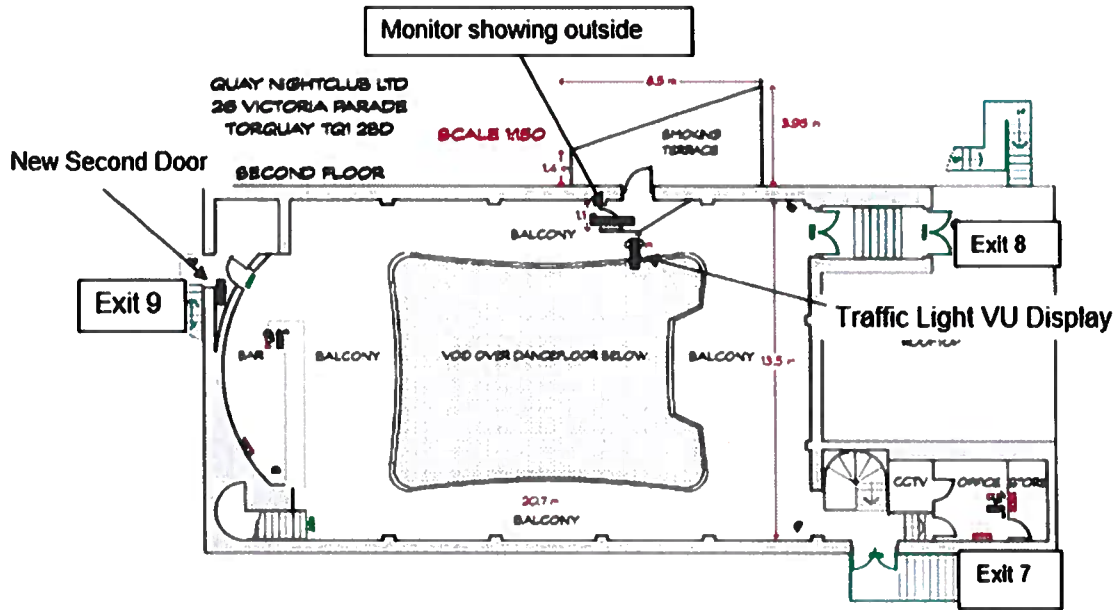 Monitor showing outside
QUAY NIGHTCLUB LTD
26 VICTORIA PARADE
TORQUAY TQ1 2BD
SCALE 1:150
SECOND FLOOR
New Second Door
8.5 m
3.95 m
1.4 m
SMOKING
TERRACE
1.1
BALCONY
Exit 8
Exit 9
Traffic Light VU Display
ROOFTOP
BAR
BALCONY
VOID OVER DANCEFLOOR BELOW
BALCONY
13.5 m
CCTV
OFFICE
STORE
20.7 m
BALCONY
Exit 7